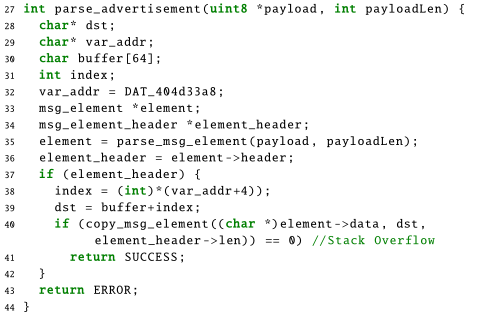 27 int parse_advertisement(uint8 *payload, int payloadLen) {
28 char* dst;
29 char* var_addr;
30 char buffer[64];
31 int index;
32 var_addr = DAT_404d33a8;
33 msg_element *element;
34 msg_element_header *element_header;
35 element = parse_msg_element(payload, payloadLen);
36 element_header = element->header;
37 if (element_header) {
38 index = (int)*(var_addr+4));
39 dst = buffer+index;
40 if (copy_msg_element((char *)element->data, dst,
element_header->len)) == 0) //Stack Overflow
41 return SUCCESS;
42 }
43 return ERROR;
44 }